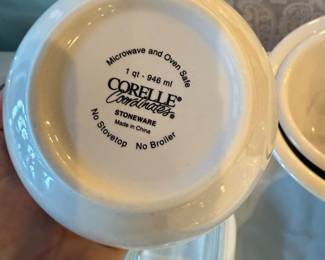 Microwave and Oven Safe
1 qt - 946 ml
CORELLE®
Coordinates®
STONEWARE
Made in China
No Stovetop No Broiler